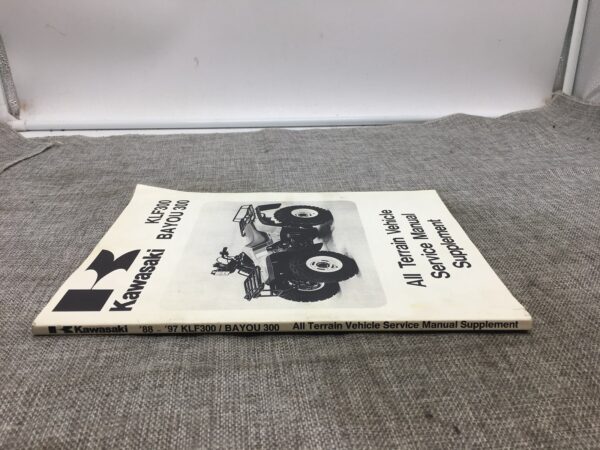 Kawasaki
KLF300
BAYOU 300
All Terrain Vehicle
Service Manual
Supplement
Kawasaki '88 - '97 KLF300 / BAYOU 300 All Terrain Vehicle Service Manual Supplement